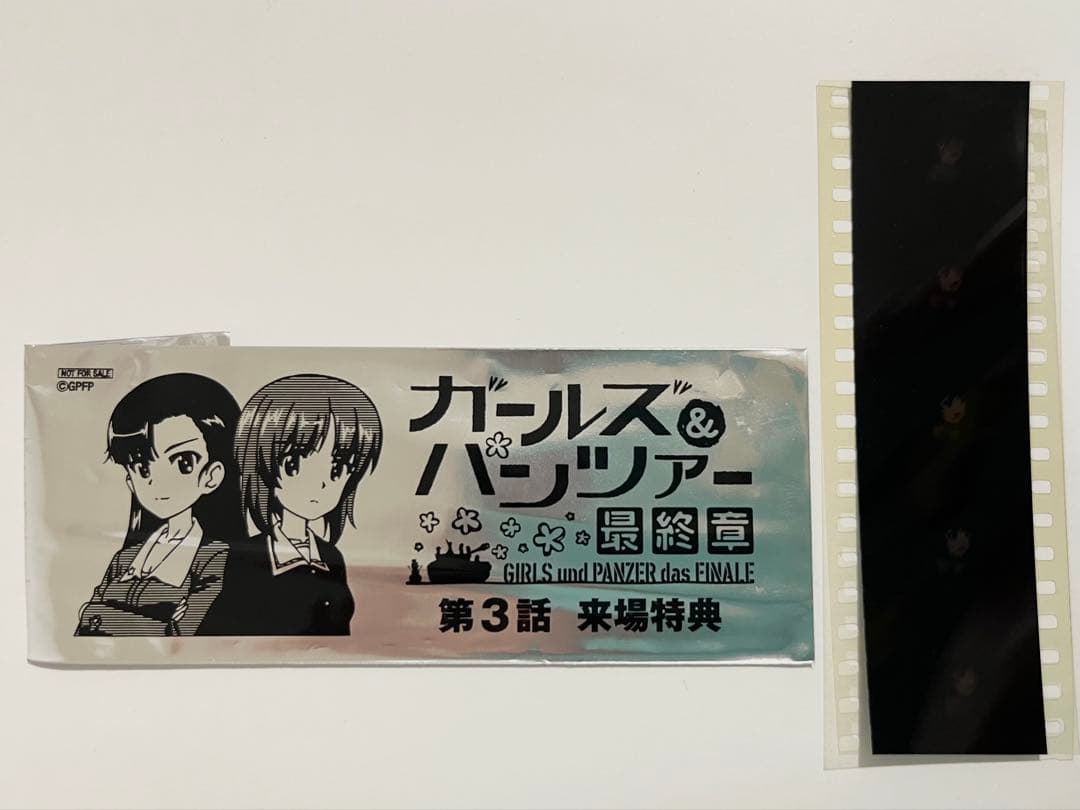 NOT FOR SALE
©GPFP
ガールズ&
パンツァー
最終章
GIRLS und PANZER das FINALE
第3話 来場特典